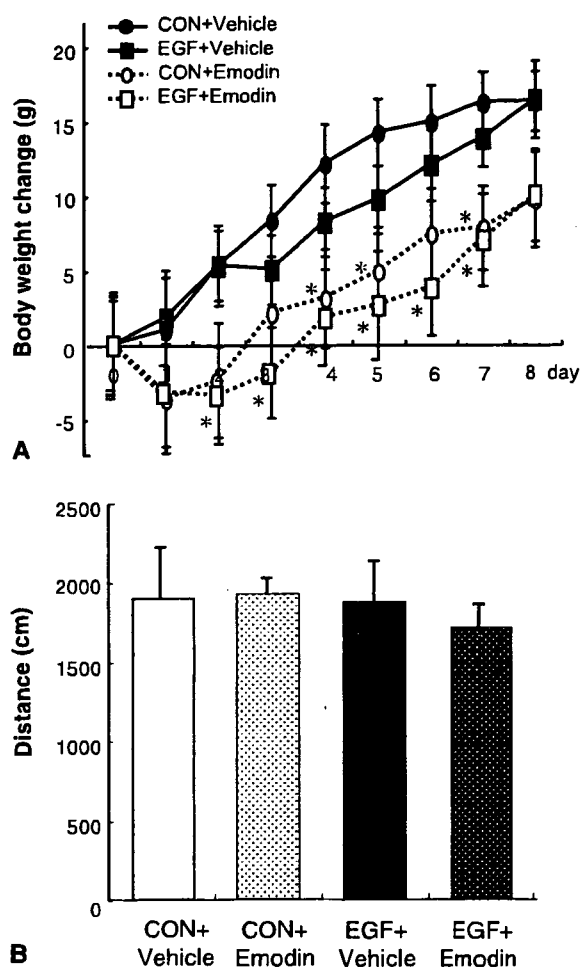 CON+Vehicle
EGF+Vehicle
CON+Emodin
EGF+Emodin
Body weight change (g)
20
15
10
5
0
-5
* * * * * * * * * *
4 5 6 7 8 day
A
2500
2000
1500
1000
500
0
Distance (cm)
CON+ CON+ EGF+ EGF+
Vehicle Emodin Vehicle Emodin
B